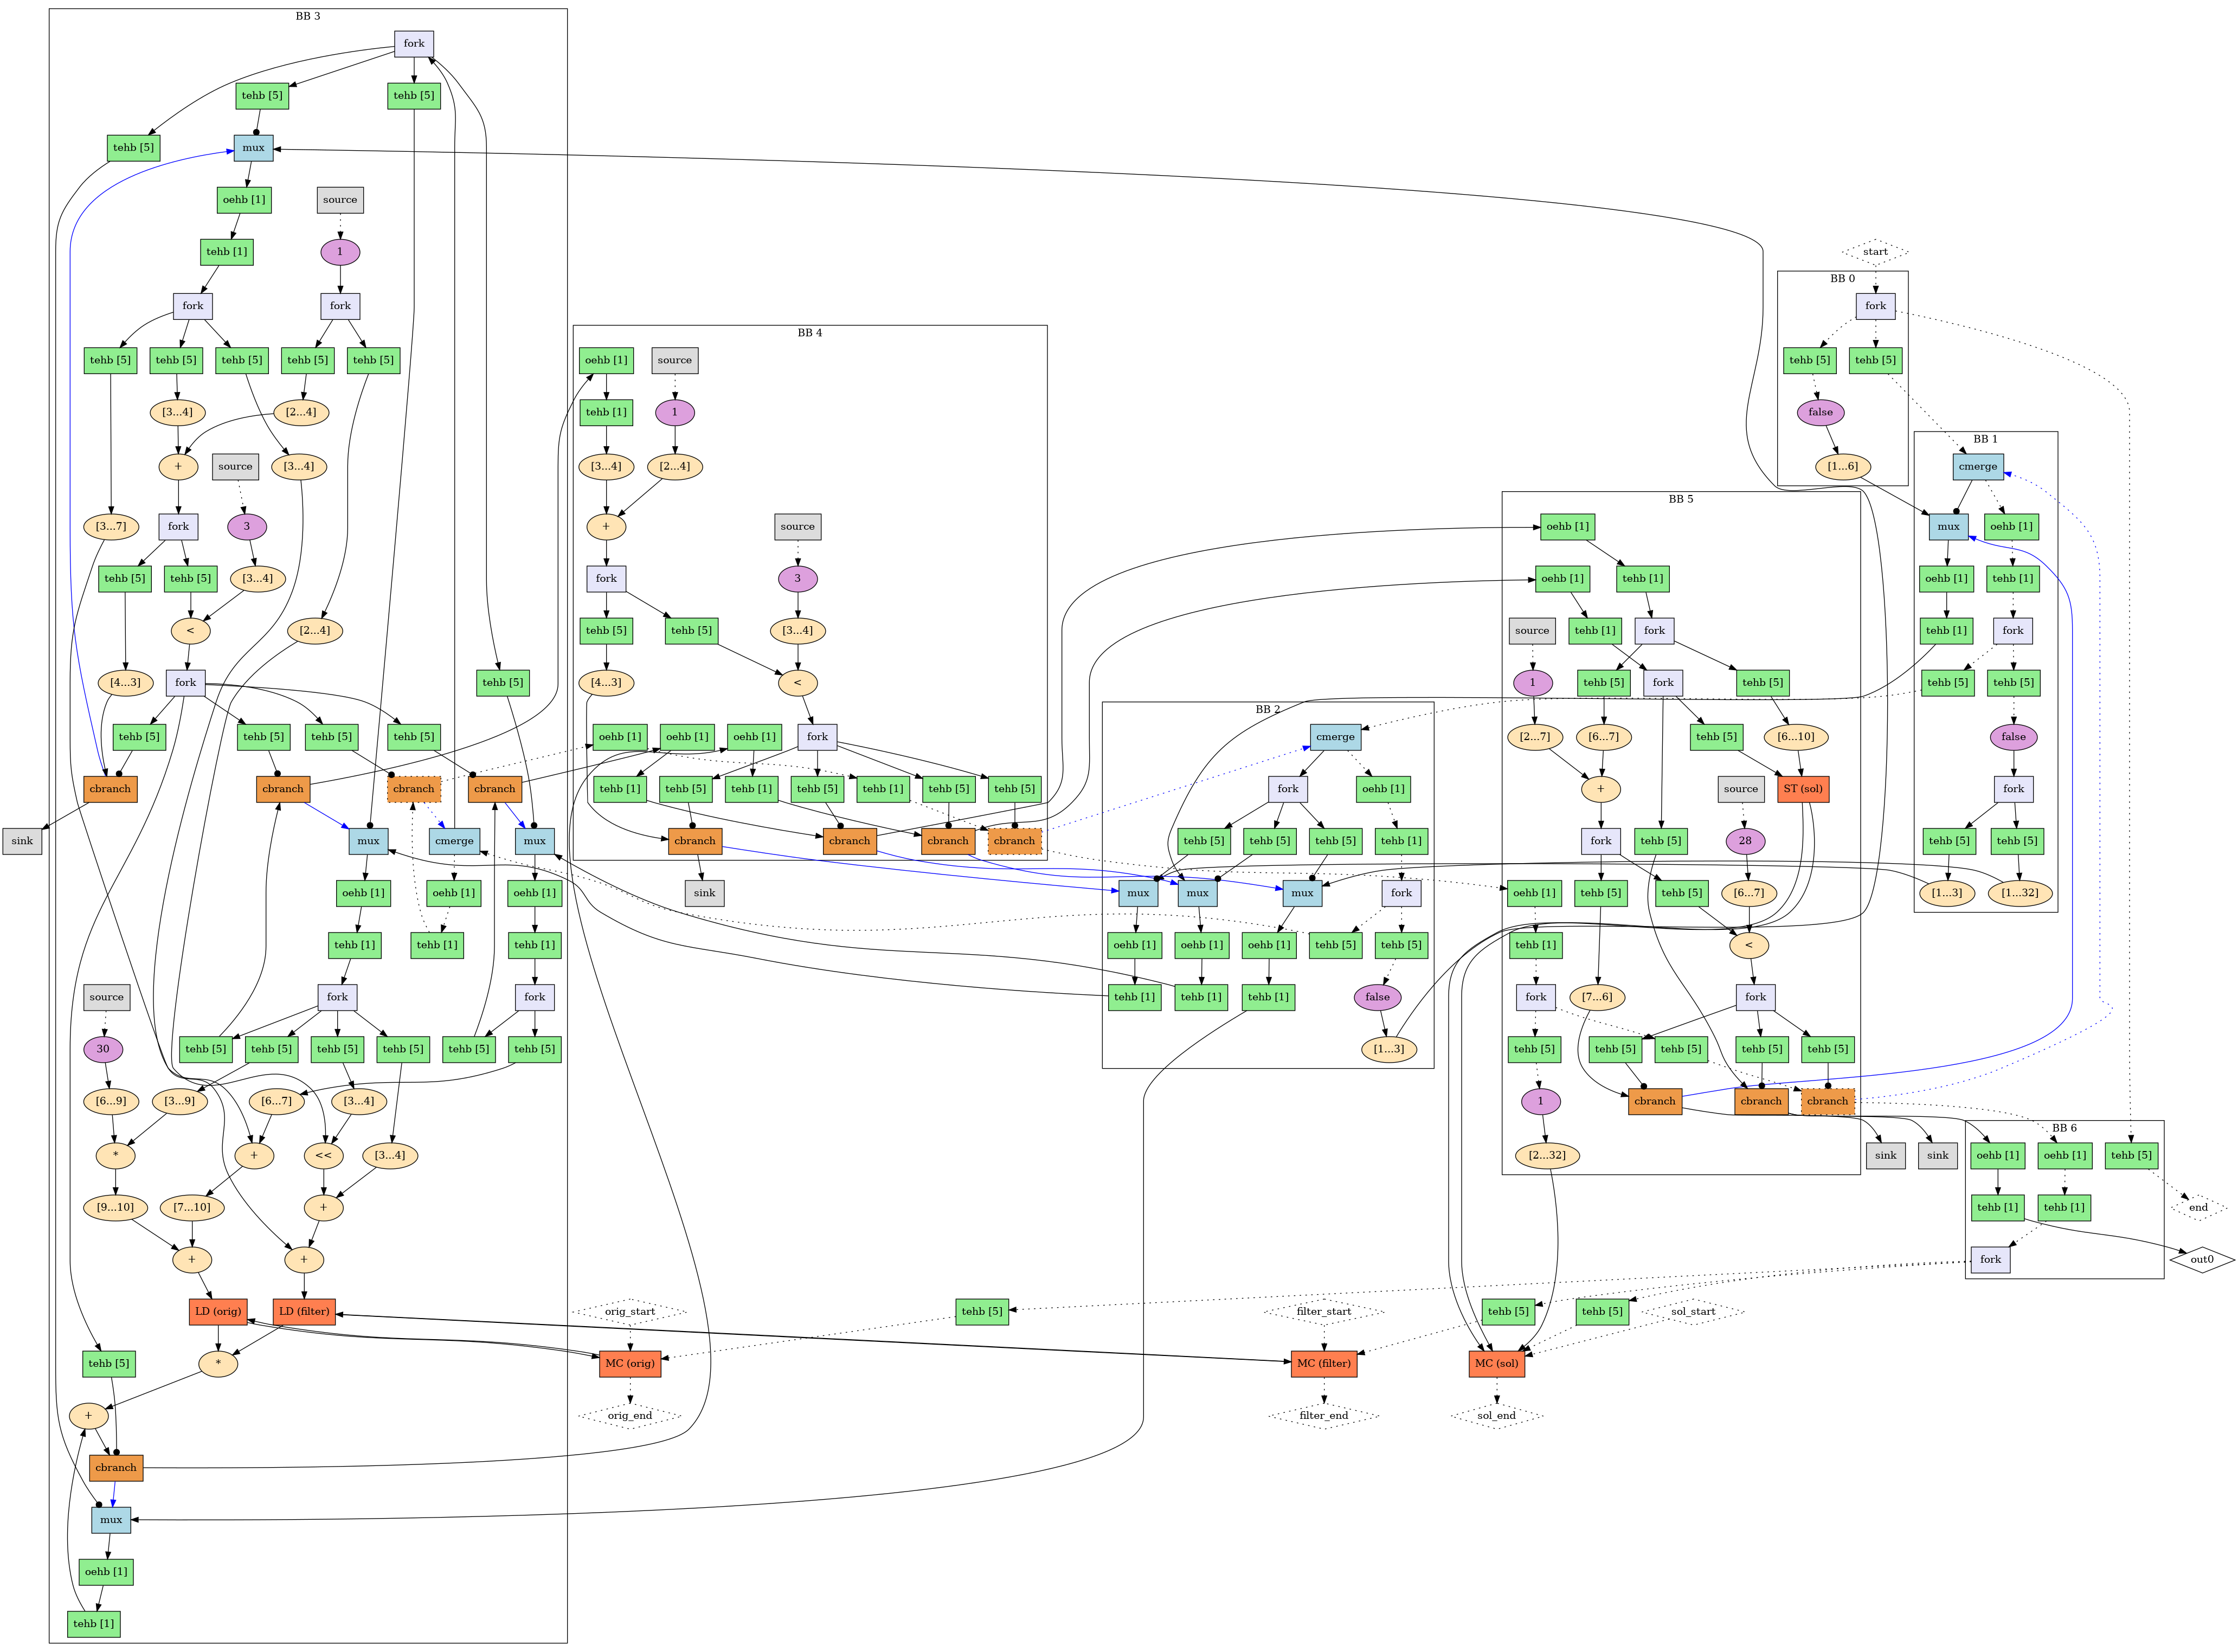 BB 3
fork
tehb [5]
tehb [5]
tehb [5]
mux
oehb [1]
source
tehb [1]
1
fork
fork
tehb [5]
tehb [5]
tehb [5]
tehb [5]
tehb [5]
[3...4]
[2...4]
+
source
[3...4]
[3...7]
fork
3
tehb [5]
tehb [5]
[3...4]
<
[2...4]
[4...3]
fork
tehb [5]
tehb [5]
tehb [5]
tehb [5]
tehb [5]
cbranch
cbranch
cbranch
cbranch
sink
mux
cmerge
mux
oehb [1]
oehb [1]
oehb [1]
tehb [1]
tehb [1]
tehb [1]
source
fork
fork
30
tehb [5]
tehb [5]
tehb [5]
tehb [5]
tehb [5]
tehb [5]
[6...9]
[3...9]
[6...7]
[3...4]
*
+
<<
[3...4]
[9...10]
[7...10]
+
+
+
LD (orig)
LD (filter)
tehb [5]
*
+
cbranch
mux
oehb [1]
tehb [1]
BB 4
oehb [1]
source
tehb [1]
1
[3...4]
[2...4]
+
source
fork
3
tehb [5]
tehb [5]
[3...4]
[4...3]
<
oehb [1]
oehb [1]
oehb [1]
fork
tehb [1]
tehb [5]
tehb [1]
tehb [5]
tehb [1]
tehb [5]
tehb [5]
cbranch
cbranch
cbranch
cbranch
sink
BB 2
cmerge
fork
oehb [1]
tehb [5]
tehb [5]
tehb [5]
tehb [1]
mux
mux
mux
fork
oehb [1]
oehb [1]
oehb [1]
tehb [5]
tehb [5]
tehb [1]
tehb [1]
tehb [1]
false
[1...3]
BB 5
oehb [1]
oehb [1]
tehb [1]
source
tehb [1]
fork
1
tehb [5]
fork
tehb [5]
[2...7]
[6...7]
tehb [5]
[6...10]
+
source
ST (sol)
fork
tehb [5]
28
oehb [1]
tehb [5]
tehb [5]
[6...7]
tehb [1]
<
fork
[7...6]
fork
tehb [5]
tehb [5]
tehb [5]
tehb [5]
tehb [5]
1
cbranch
cbranch
cbranch
[2...32]
sink
sink
start
BB 0
fork
tehb [5]
tehb [5]
false
[1...6]
BB 1
cmerge
mux
oehb [1]
oehb [1]
tehb [1]
tehb [1]
fork
tehb [5]
tehb [5]
false
fork
tehb [5]
tehb [5]
[1...3]
[1...32]
BB 6
oehb [1]
oehb [1]
tehb [5]
tehb [1]
tehb [1]
end
fork
out0
orig_start
tehb [5]
filter_start
tehb [5]
tehb [5]
sol_start
MC (orig)
MC (filter)
MC (sol)
orig_end
filter_end
sol_end